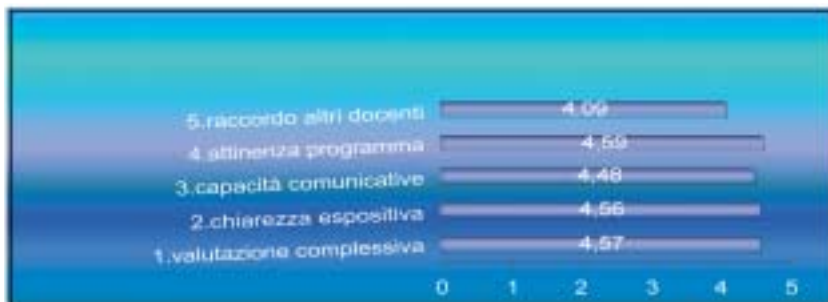 5.raccordo altri docenti 4,09
4.attinenza programma 4,59
3.capacità comunicative 4,48
2.chiarezza espositiva 4,56
1.valutazione complessiva 4,57
0 1 2 3 4 5